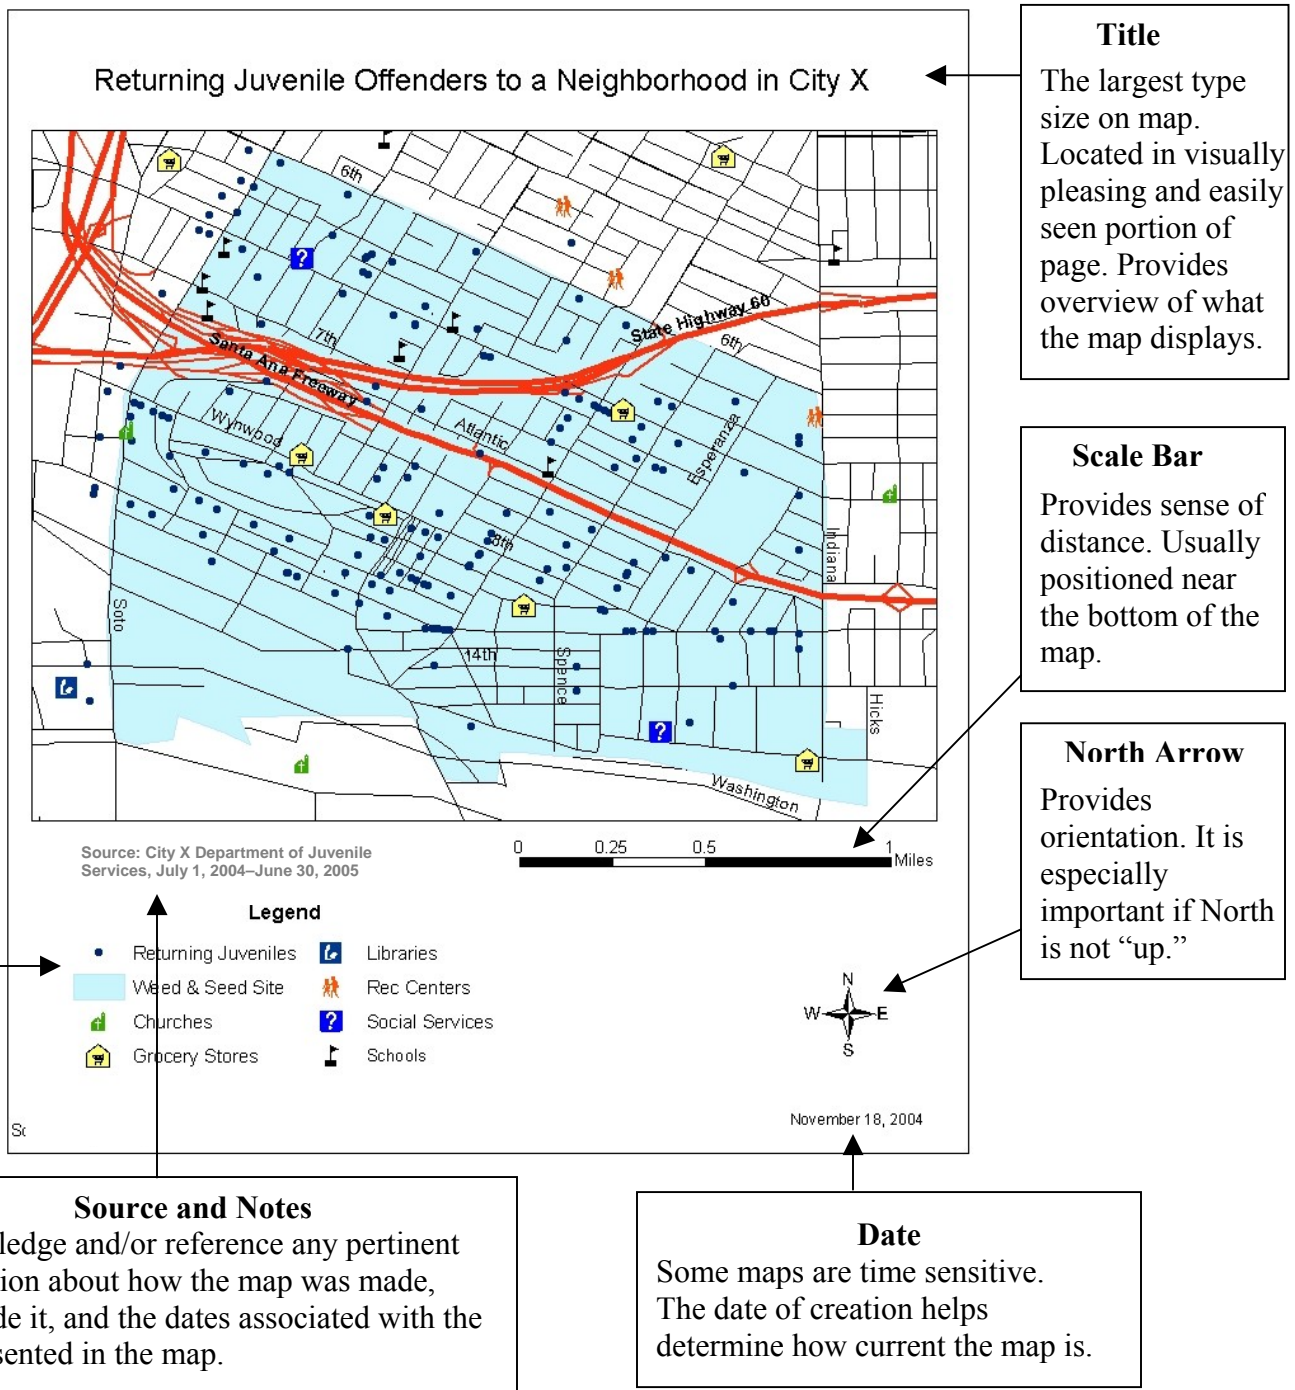 Returning Juvenile Offenders to a Neighborhood in City X
Title
The largest type
size on map.
Located in visually
pleasing and easily
seen portion of
page. Provides
overview of what
the map displays.
6th
7th
Santa Ana Freeway
State Highway 60
6th
Wynwood
Atlantic
Esperanza
Indiana
8th
Soto
14th
Spence
Hicks
Washington
Scale Bar
Provides sense of
distance. Usually
positioned near
the bottom of the
map.
North Arrow
Provides
orientation. It is
especially
important if North
is not “up.”
Source: City X Department of Juvenile
Services, July 1, 2004–June 30, 2005
0 0.25 0.5 1
Miles
Legend
Returning Juveniles
Weed & Seed Site
Churches
Grocery Stores
Libraries
Rec Centers
Social Services
Schools
N
W E
S
November 18, 2004
Source and Notes
ledge and/or reference any pertinent
ion about how the map was made,
de it, and the dates associated with the
sented in the map.
Date
Some maps are time sensitive.
The date of creation helps
determine how current the map is.